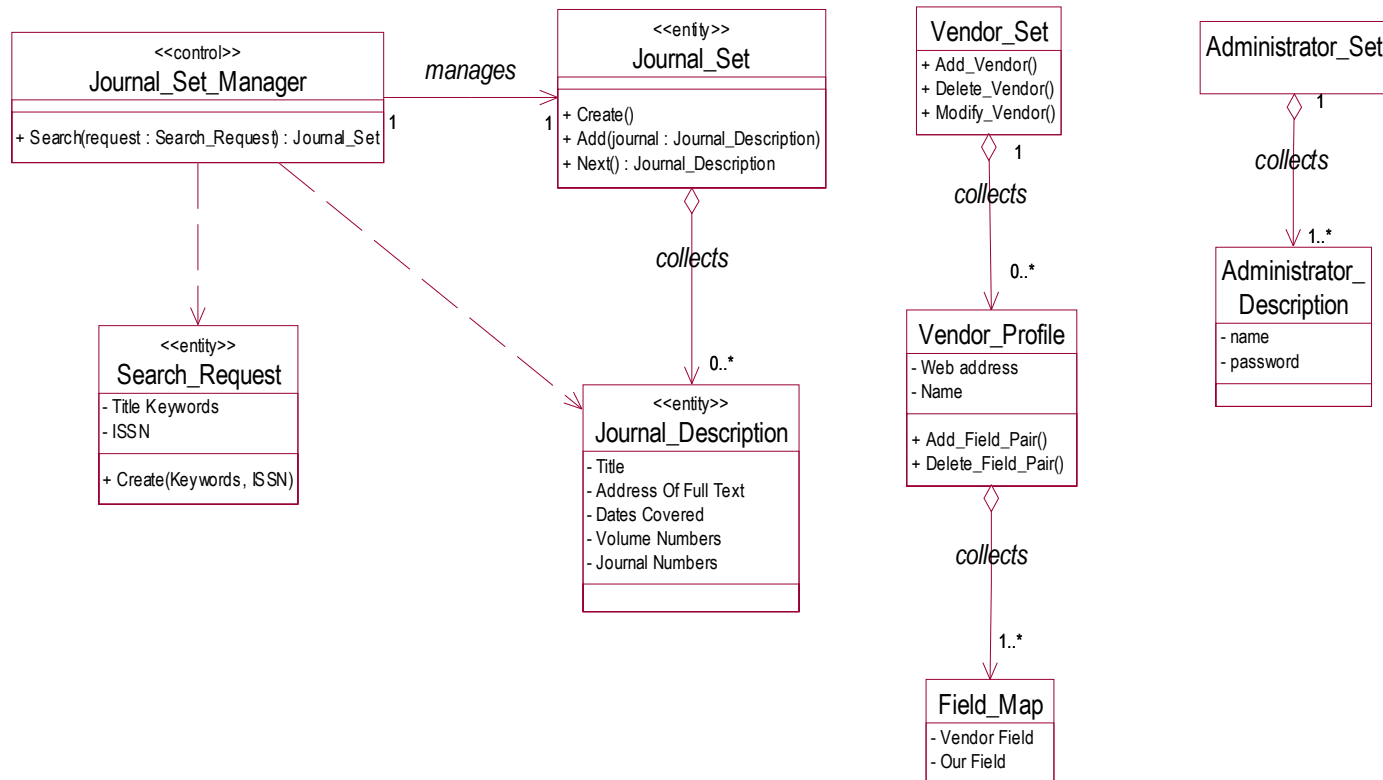 <<control>>
Journal_Set_Manager
+ Search(request : Search_Request) : Journal_Set
manages
1
1
<<entity>>
Journal_Set
+ Create()
+ Add(journal : Journal_Description)
+ Next() : Journal_Description
collects
0..*
<<entity>>
Search_Request
- Title Keywords
- ISSN
+ Create(Keywords, ISSN)
<<entity>>
Journal_Description
- Title
- Address Of Full Text
- Dates Covered
- Volume Numbers
- Journal Numbers
Vendor_Set
+ Add_Vendor()
+ Delete_Vendor()
+ Modify_Vendor()
1
collects
0..*
Vendor_Profile
- Web address
- Name
+ Add_Field_Pair()
+ Delete_Field_Pair()
collects
1..*
Field_Map
- Vendor Field
- Our Field
Administrator_Set
1
collects
1..*
Administrator_
Description
- name
- password